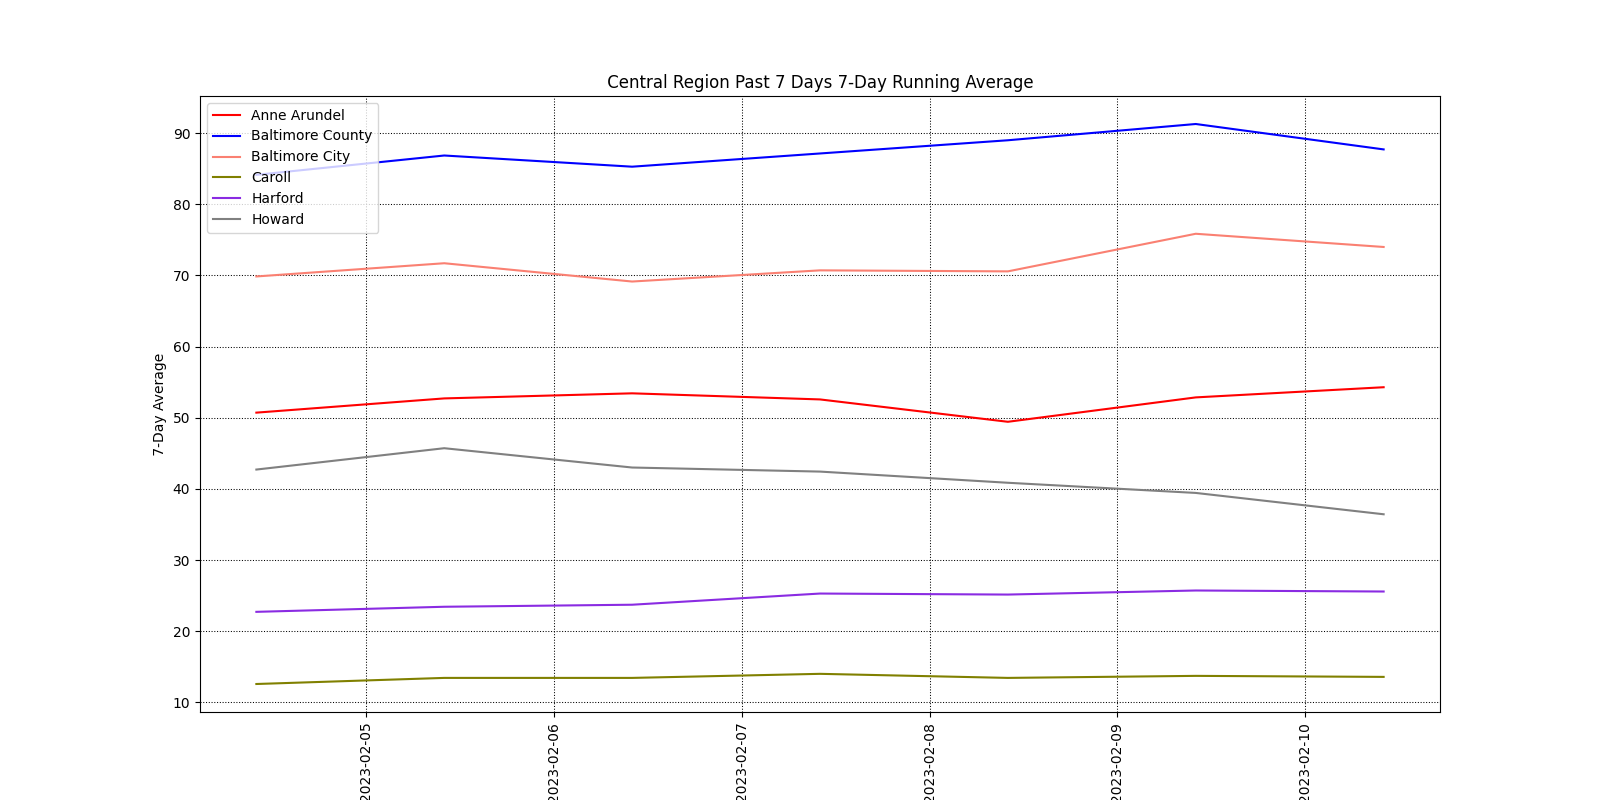 Central Region Past 7 Days 7-Day Running Average
Anne Arundel
Baltimore County
Baltimore City
Caroll
Harford
Howard
7-Day Average
90
80
70
60
50
40
30
20
10
2023-02-05
2023-02-06
2023-02-07
2023-02-08
2023-02-09
2023-02-10